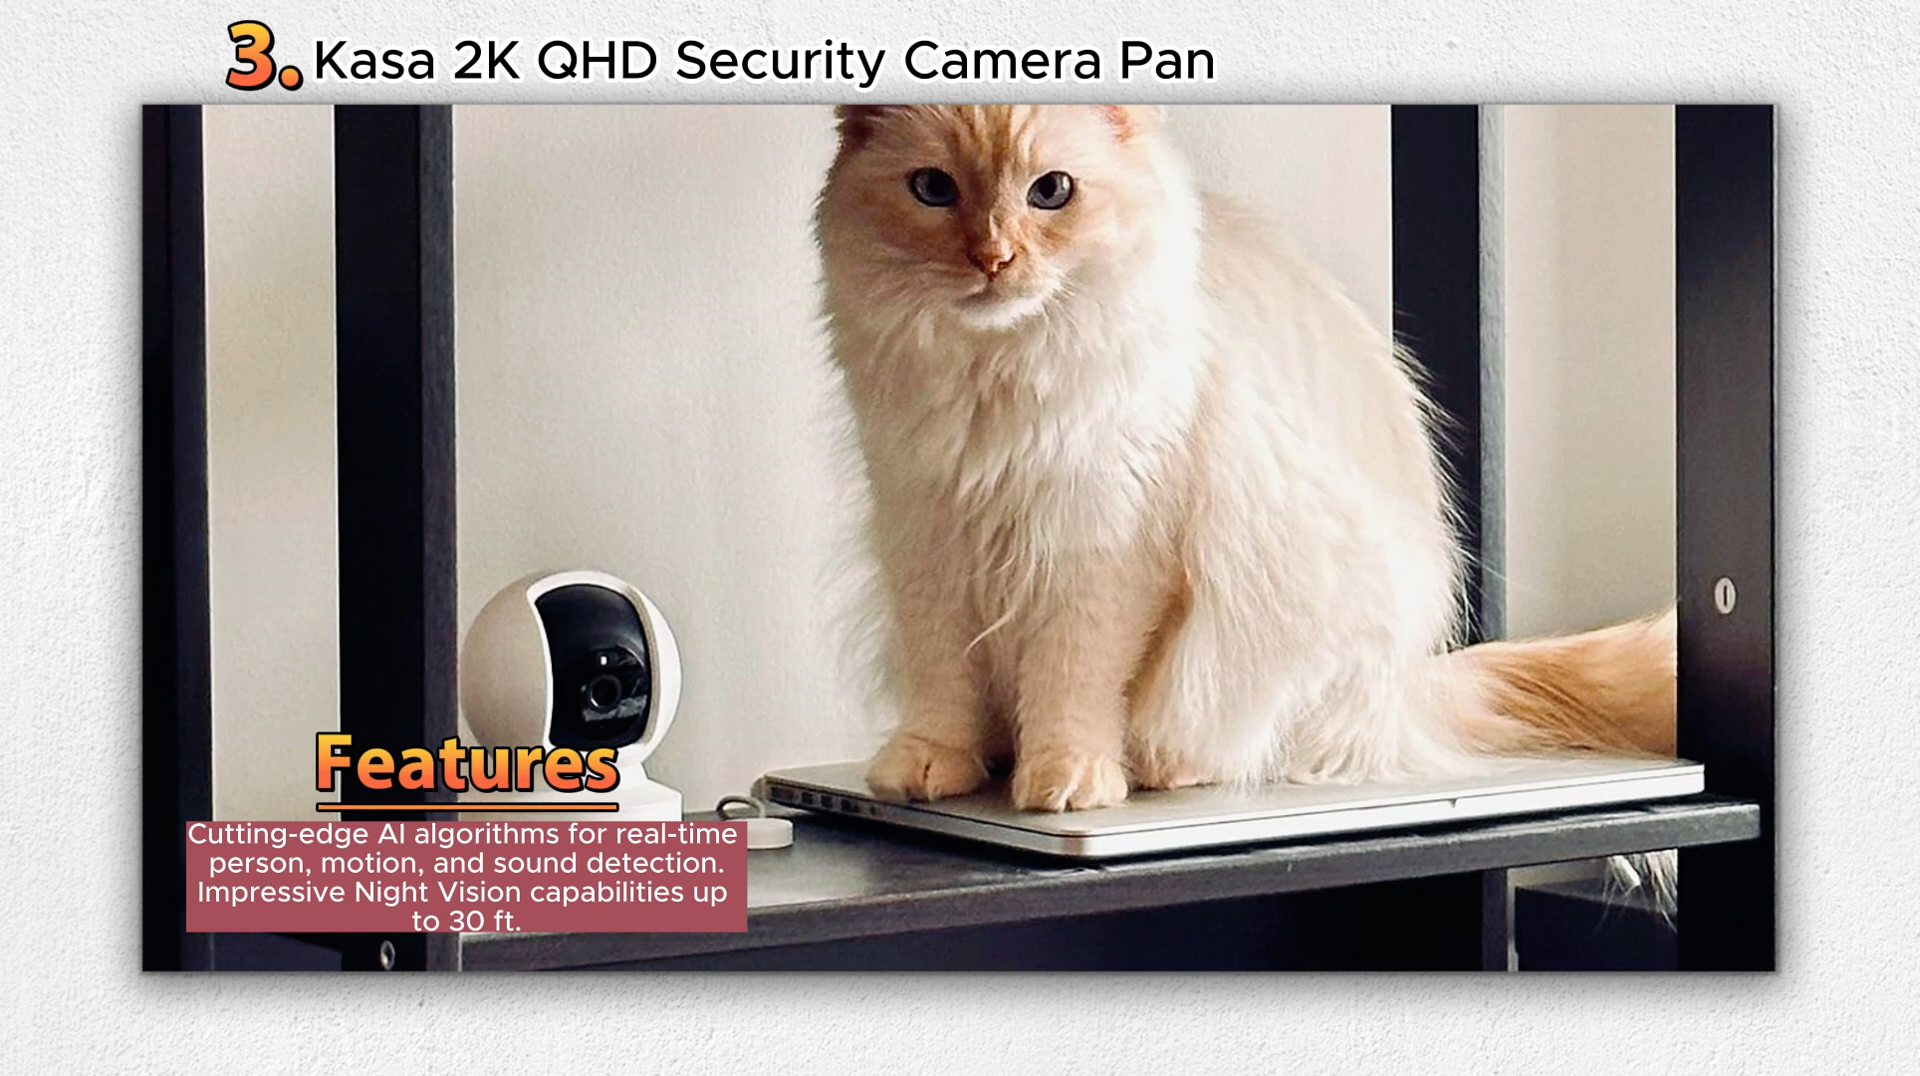 3. Kasa 2K QHD Security Camera Pan
Features
Cutting-edge AI algorithms for real-time
person, motion, and sound detection.
Impressive Night Vision capabilities up
to 30 ft.